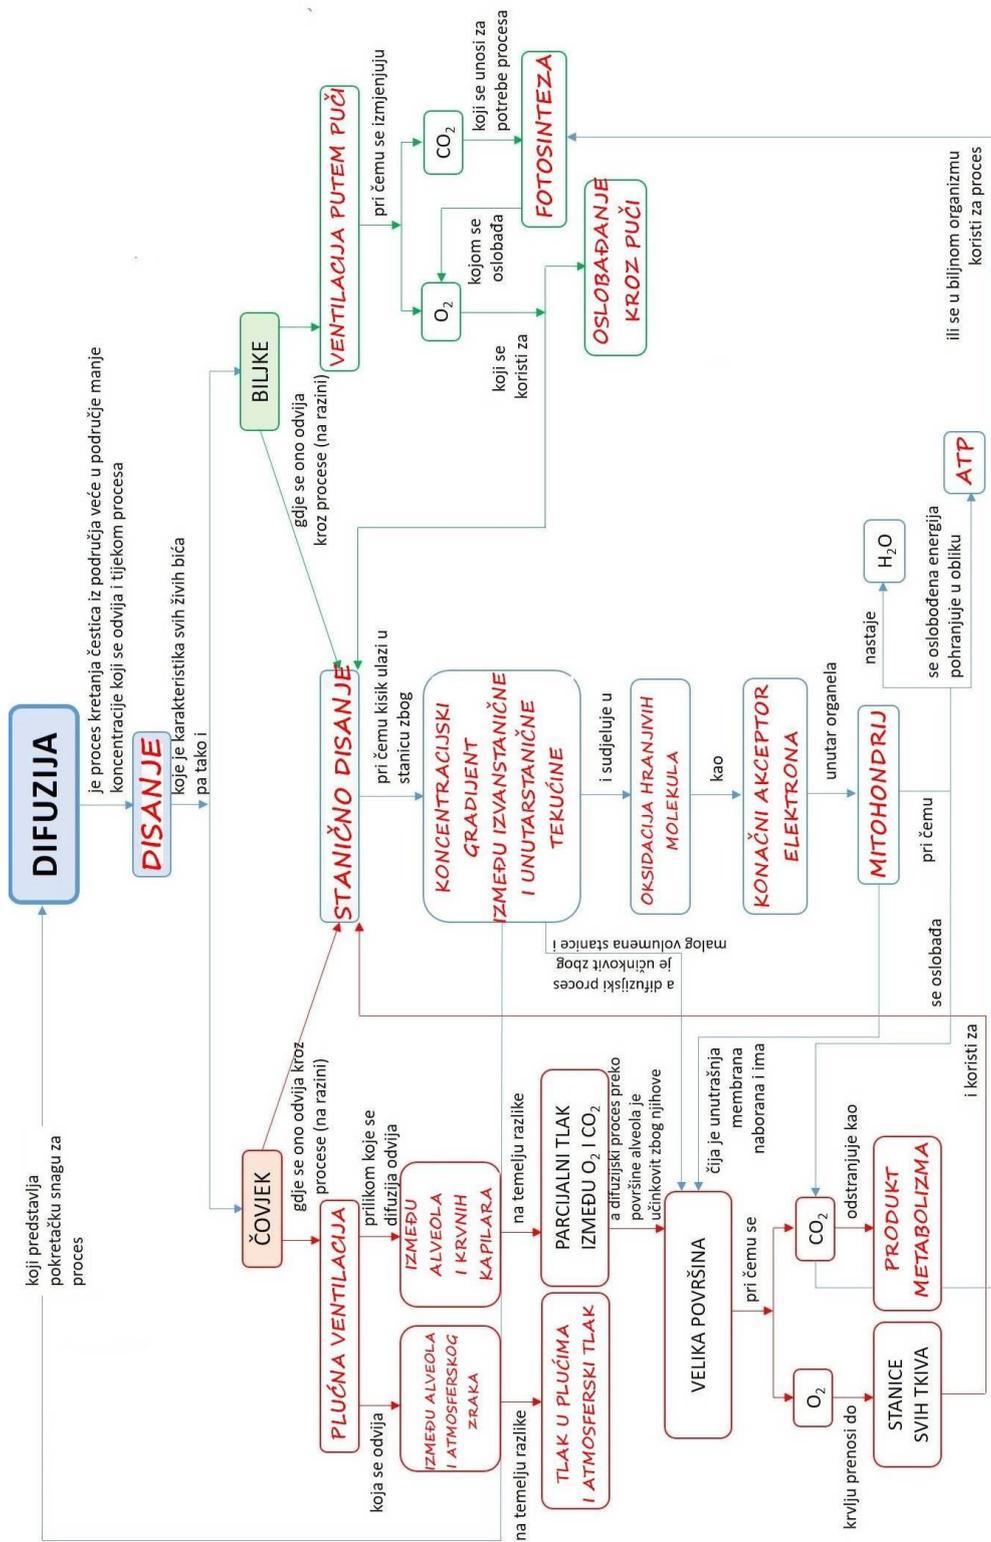 DIFUZIJA
je proces kretanja čestica iz područja veće u područje manje
koncentracije koji se odvija i tijekom procesa
DISANJE
koje je karakteristika svih živih bića
pa tako i
koji predstavlja
pokretačku snagu za
proces
ČOVJEK
gdje se ono odvija kroz
procese (na razini)
BILJKE
gdje se ono odvija
kroz procese (na razini)
PLUĆNA VENTILACIJA
koja se odvija
IZMEĐU ALVEOLA
I ATMOSFERSKOG
ZRAKA
na temelju razlike
TLAK U PLUĆIMA
I ATMOSFERSKI TLAK
prilikom koje se
difuzija odvija
IZMEĐU
ALVEOLA
I KRVNIH
KAPILARA
na temelju razlike
PARCIJALNI TLAK
IZMEĐU O₂ I CO₂
a difuzijski proces preko
površine alveola je
učinkovit zbog njihove
VELIKA POVRŠINA
pri čemu se
O₂
krvlju prenosi do
STANICE
SVIH TKIVA
i koristi za
CO₂
odstranjuje kao
PRODUKT
METABOLIZMA
STANIČNO DISANJE
pri čemu kisik ulazi u
stanicu zbog
KONCENTRACIJSKI
GRADIJENT
IZMEĐU IZVANSTANIČNE
I UNUTARSTANIČNE
TEKUĆINE
a difuzijski proces
je učinkovit zbog
malog volumena stanice i
i sudjeluje u
OKSIDACIJA HRANJIVIH
MOLEKULA
kao
KONAČNI AKCEPTOR
ELEKTRONA
unutar organela
MITOHONDRIJ
čija je unutrašnja
membrana
naborana i ima
pri čemu
se oslobađa
nastaje
H₂O
se oslobođena energija
pohranjuje u obliku
ATP
VENTILACIJA PUTEM PUČI
pri čemu se izmjenjuju
O₂
CO₂
koji se unosi za
potrebe procesa
FOTOSINTEZA
kojom se
oslobađa
koji se
koristi za
OSLOBAĐANJE
KROZ PUČI
ili se u biljnom organizmu
koristi za proces